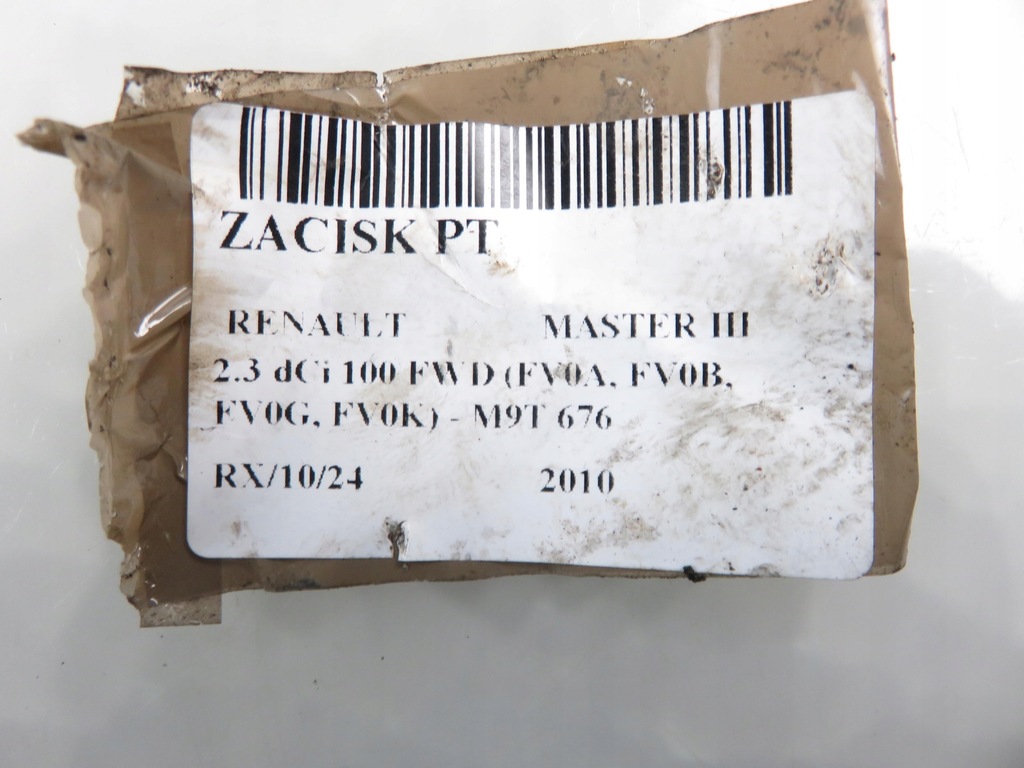 ZACISK PT
RENAULT MASTER III
2.3 dCi 100 FWD (FV0A, FV0B,
FV0G, FV0K) - M9T 676
RX/10/24 2010